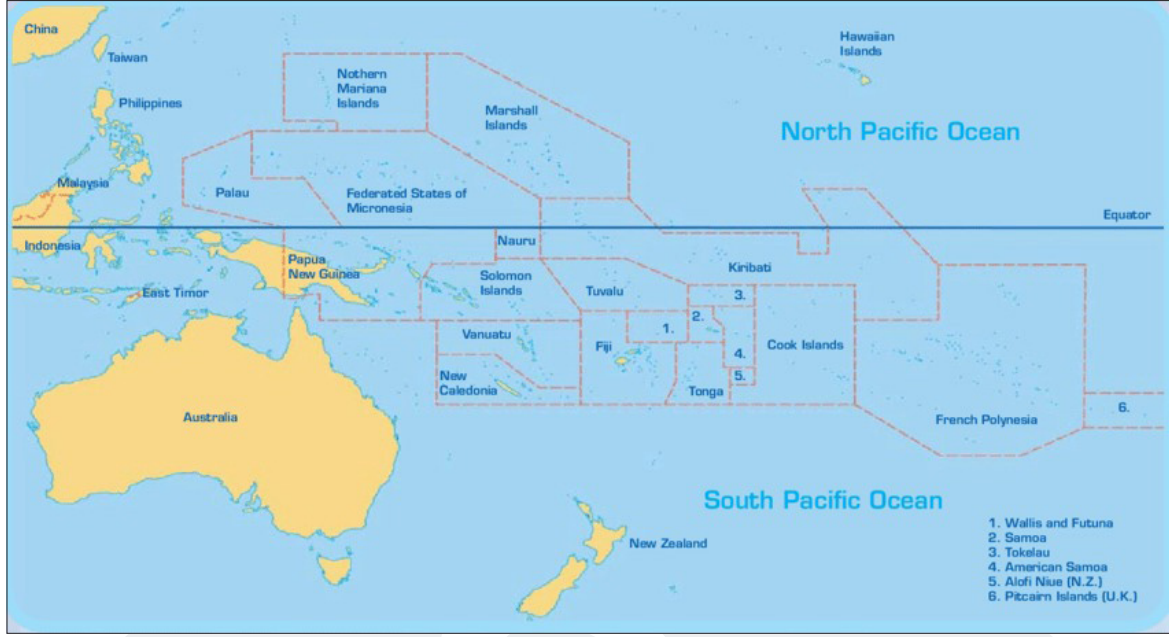 China
Taiwan
Philippines
Malaysia
Indonesia
East Timor
Palau
Nothern
Mariana
Islands
Marshall
Islands
Hawaiian
Islands
North Pacific Ocean
Federated States of
Micronesia
Equator
Nauru
Papua
New Guinea
Solomon
Islands
Kiribati
Tuvalu
3.
2.
1.
Vanuatu
Fiji
4.
Cook Islands
5.
New
Caledonia
Tonga
6.
French Polynesia
Australia
South Pacific Ocean
New Zealand
1. Wallis and Futuna
2. Samoa
3. Tokelau
4. American Samoa
5. Alofi Niue (N.Z.)
6. Pitcairn Islands (U.K.)